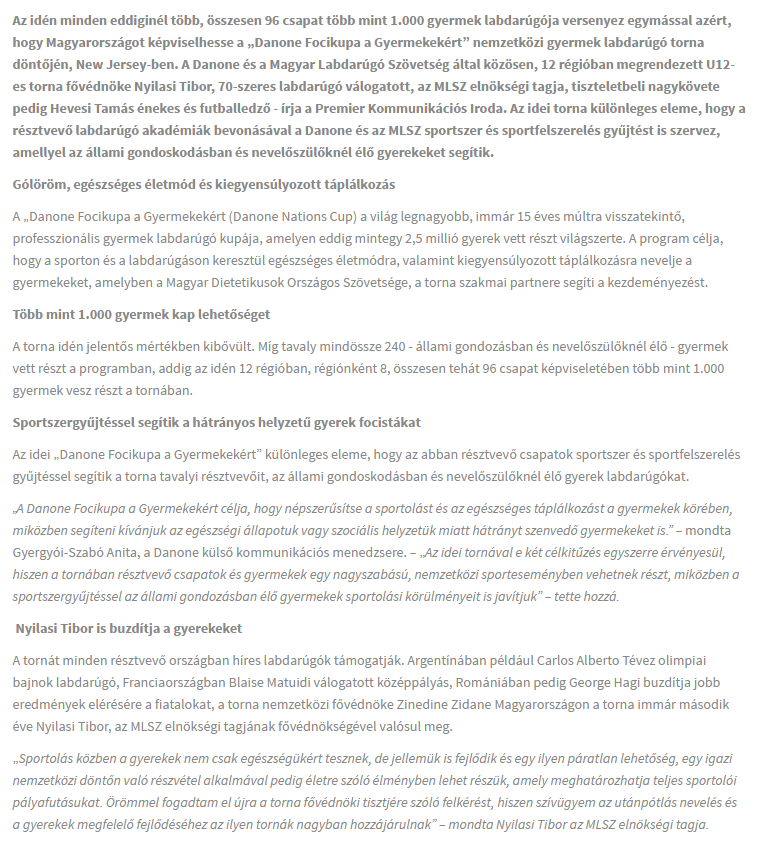 Az idén minden eddiginél több, összesen 96 csapat több mint 1.000 gyermek labdarúgója versenyez egymással azért,
hogy Magyarországot képviselhesse a „Danone Focikupa a Gyermekekért” nemzetközi gyermek labdarúgó torna
döntőjén, New Jersey-ben. A Danone és a Magyar Labdarúgó Szövetség által közösen, 12 régióban megrendezett U12-
es torna fővédnöke Nyilasi Tibor, 70-szeres labdarúgó válogatott, az MLSZ elnökségi tagja, tiszteletbeli nagykövete
pedig Hevesi Tamás énekes és futballedző - írja a Premier Kommunikációs Iroda. Az idei torna különleges eleme, hogy a
résztvevő labdarúgó akadémiák bevonásával a Danone és az MLSZ sportszer és sportfelszerelés gyűjtést is szervez,
amellyel az állami gondoskodásban és nevelőszülőknél élő gyerekeket segítik.
Gólöröm, egészséges életmód és kiegyensúlyozott táplálkozás
A „Danone Focikupa a Gyermekekért (Danone Nations Cup) a világ legnagyobb, immár 15 éves múltra visszatekintő,
professzionális gyermek labdarúgó kupája, amelyen eddig mintegy 2,5 millió gyerek vett részt világszerte. A program célja,
hogy a sporton és a labdarúgáson keresztül egészséges életmódra, valamint kiegyensúlyozott táplálkozásra nevelje a
gyermekeket, amelyben a Magyar Dietetikusok Országos Szövetsége, a torna szakmai partnere segíti a kezdeményezést.
Több mint 1.000 gyermek kap lehetőséget
A torna idén jelentős mértékben kibővült. Míg tavaly mindössze 240 - állami gondozásban és nevelőszülőknél élő - gyermek
vett részt a programban, addig az idén 12 régióban, régiónként 8, összesen tehát 96 csapat képviseletében több mint 1.000
gyermek vesz részt a tornában.
Sportszergyűjtéssel segítik a hátrányos helyzetű gyerek focistákat
Az idei „Danone Focikupa a Gyermekekért” különleges eleme, hogy az abban résztvevő csapatok sportszer és sportfelszerelés
gyűjtéssel segítik a torna tavalyi résztvevőit, az állami gondoskodásban és nevelőszülőknél élő gyerek labdarúgókat.
„A Danone Focikupa a Gyermekekért célja, hogy népszerűsítse a sportolást és az egészséges táplálkozást a gyermekek körében,
miközben segíteni kívánjuk az egészségi állapotuk vagy szociális helyzetük miatt hátrányt szenvedő gyermekeket is.” – mondta
Gyergyói-Szabó Anita, a Danone külső kommunikációs menedzsere. – „Az idei tornával e két célkitűzés egyszerre érvényesül,
hiszen a tornában résztvevő csapatok és gyermekek egy nagyszabású, nemzetközi sporteseményben vehetnek részt, miközben a
sportszergyűjtéssel az állami gondozásban élő gyermekek sportolási körülményeit is javítjuk” – tette hozzá.
Nyilasi Tibor is buzdítja a gyerekeket
A tornát minden résztvevő országban híres labdarúgók támogatják. Argentínában például Carlos Alberto Tévez olimpiai
bajnok labdarúgó, Franciaországban Blaise Matuidi válogatott középpályás, Romániában pedig George Hagi buzdítja jobb
eredmények elérésére a fiatalokat, a torna nemzetközi fővédnöke Zinedine Zidane Magyarországon a torna immár második
éve Nyilasi Tibor, az MLSZ elnökségi tagjának fővédnökségével valósul meg.
„Sportolás közben a gyerekek nem csak egészségükért tesznek, de jellemük is fejlődik és egy ilyen páratlan lehetőség, egy igazi
nemzetközi döntőn való részvétel alkalmával pedig életre szóló élményben lehet részük, amely meghatározhatja teljes sportolói
pályafutásukat. Örömmel fogadtam el újra a torna fővédnöki tisztjére szóló felkérést, hiszen szívügyem az utánpótlás nevelés és
a gyerekek megfelelő fejlődéséhez az ilyen tornák nagyban hozzájárulnak” – mondta Nyilasi Tibor az MLSZ elnökségi tagja.